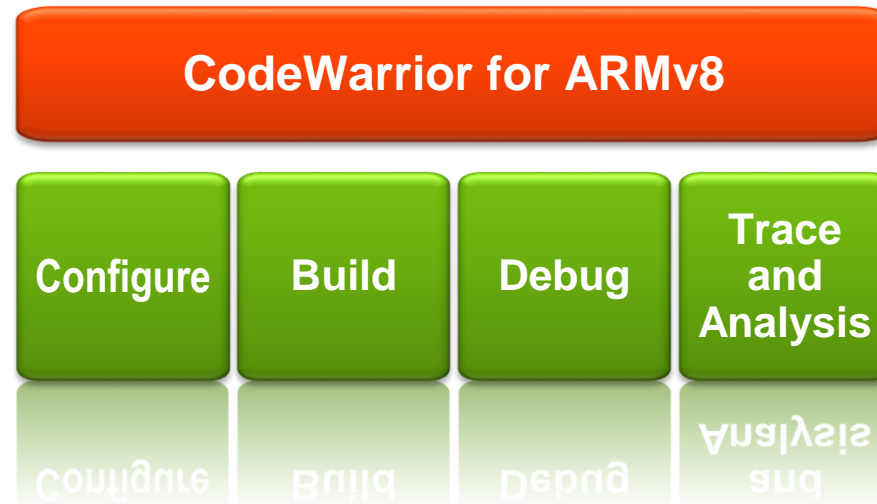 CodeWarrior for ARMv8
Configure
Build
Debug
Trace
and
Analysis